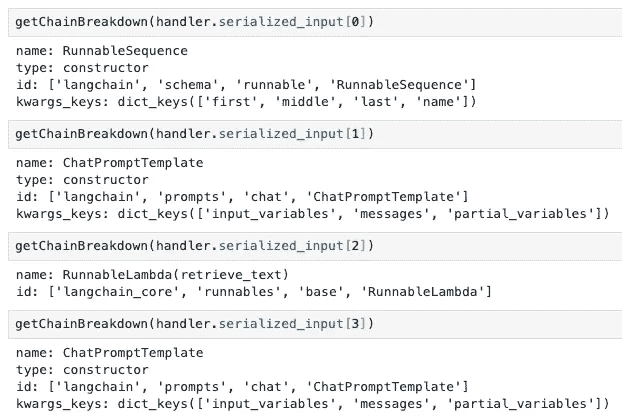 getChainBreakdown(handler.serialized_input[0])
name: RunnableSequence
type: constructor
id: ['langchain', 'schema', 'runnable', 'RunnableSequence']
kwargs_keys: dict_keys(['first', 'middle', 'last', 'name'])
getChainBreakdown(handler.serialized_input[1])
name: ChatPromptTemplate
type: constructor
id: ['langchain', 'prompts', 'chat', 'ChatPromptTemplate']
kwargs_keys: dict_keys(['input_variables', 'messages', 'partial_variables'])
getChainBreakdown(handler.serialized_input[2])
name: RunnableLambda(retrieve_text)
id: ['langchain_core', 'runnables', 'base', 'RunnableLambda']
getChainBreakdown(handler.serialized_input[3])
name: ChatPromptTemplate
type: constructor
id: ['langchain', 'prompts', 'chat', 'ChatPromptTemplate']
kwargs_keys: dict_keys(['input_variables', 'messages', 'partial_variables'])